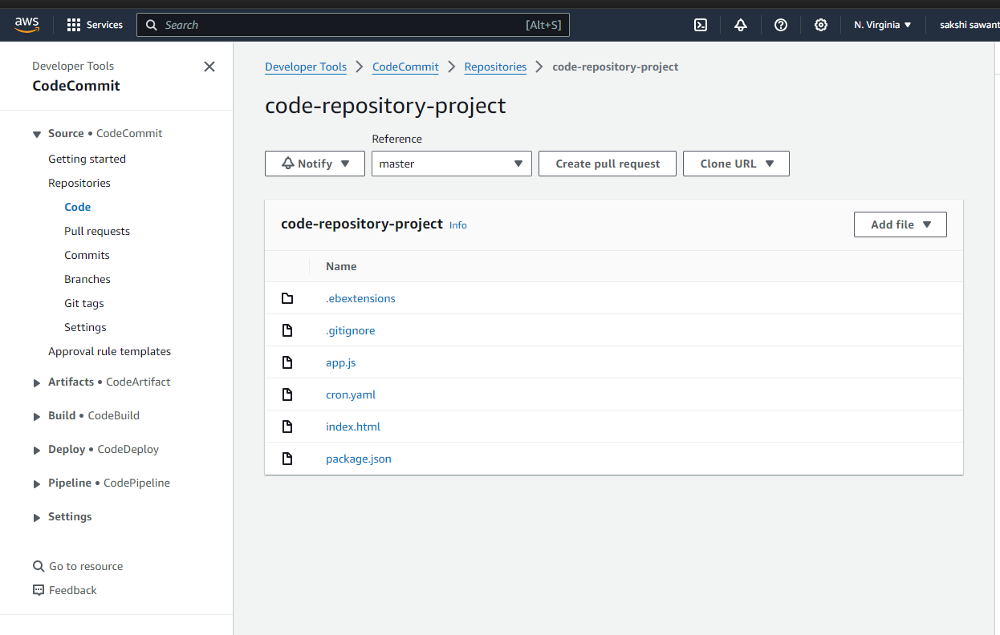 aws Services Search [Alt+S] N. Virginia sakshi sawant
Developer Tools
CodeCommit
Source • CodeCommit
Getting started
Repositories
Code
Pull requests
Commits
Branches
Git tags
Settings
Approval rule templates
Artifacts • CodeArtifact
Build • CodeBuild
Deploy • CodeDeploy
Pipeline • CodePipeline
Settings
Go to resource
Feedback
Developer Tools CodeCommit Repositories code-repository-project
code-repository-project
Reference
Notify master Create pull request Clone URL
code-repository-project Info Add file
Name
.ebextensions
.gitignore
app.js
cron.yaml
index.html
package.json